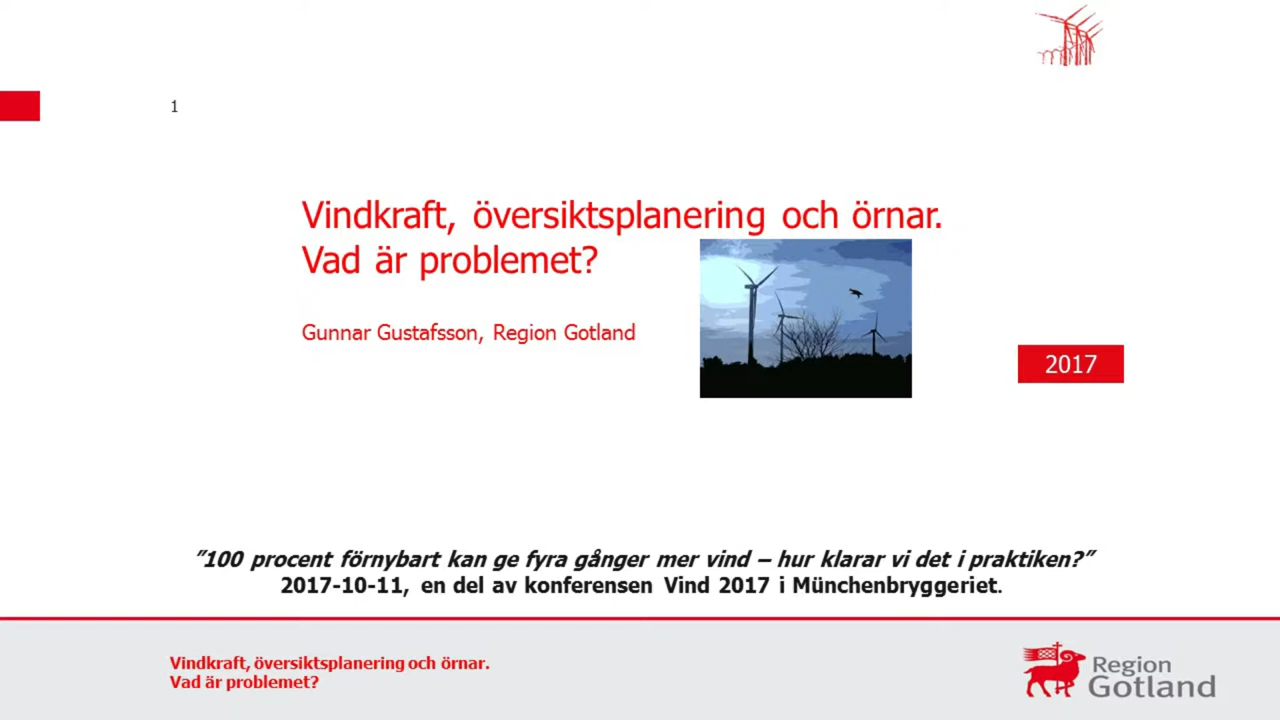 1
Vindkraft, översiktsplanering och örnar.
Vad är problemet?
Gunnar Gustafsson, Region Gotland
2017
”100 procent förnybart kan ge fyra gånger mer vind – hur klarar vi det i praktiken?”
2017-10-11, en del av konferensen Vind 2017 i Münchenbryggeriet.
Vindkraft, översiktsplanering och örnar.
Vad är problemet?
Region
Gotland